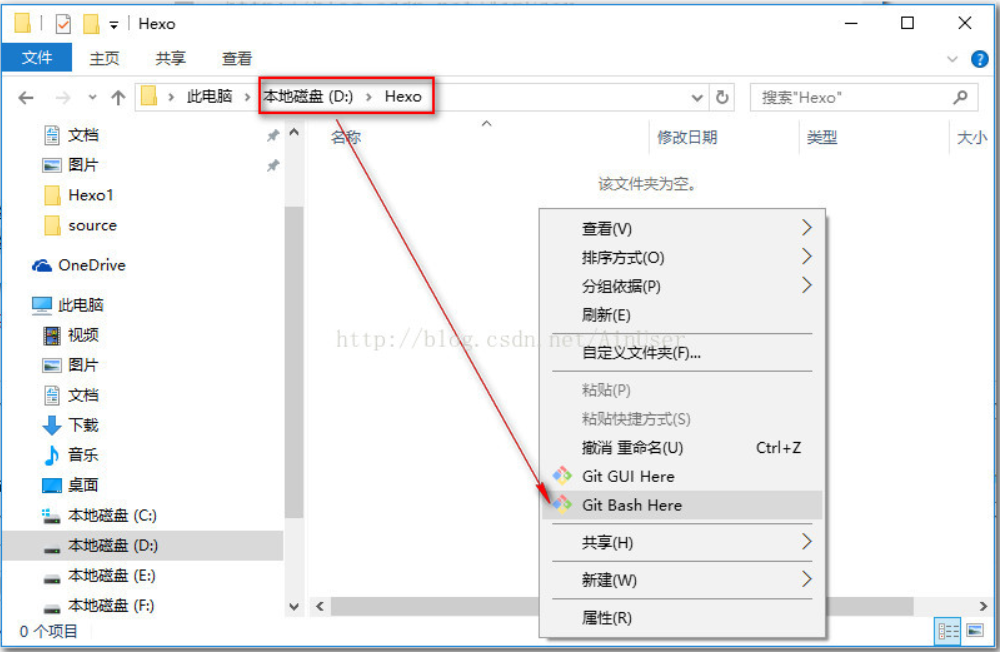 Hexo
文件 主页 共享 查看
此电脑 本地磁盘 (D:) Hexo 搜索"Hexo"
名称 修改日期 类型 大小
该文件夹为空。
文档
图片
Hexo1
source
OneDrive
此电脑
视频
图片
文档
下载
音乐
桌面
本地磁盘 (C:)
本地磁盘 (D:)
本地磁盘 (E:)
本地磁盘 (F:)
0 个项目
查看(V)
排序方式(O)
分组依据(P)
刷新(E)
自定义文件夹(F)...
粘贴(P)
粘贴快捷方式(S)
撤消 重命名(U) Ctrl+Z
Git GUI Here
Git Bash Here
共享(H)
新建(W)
属性(R)
http://blog.csdn.net/AinUser